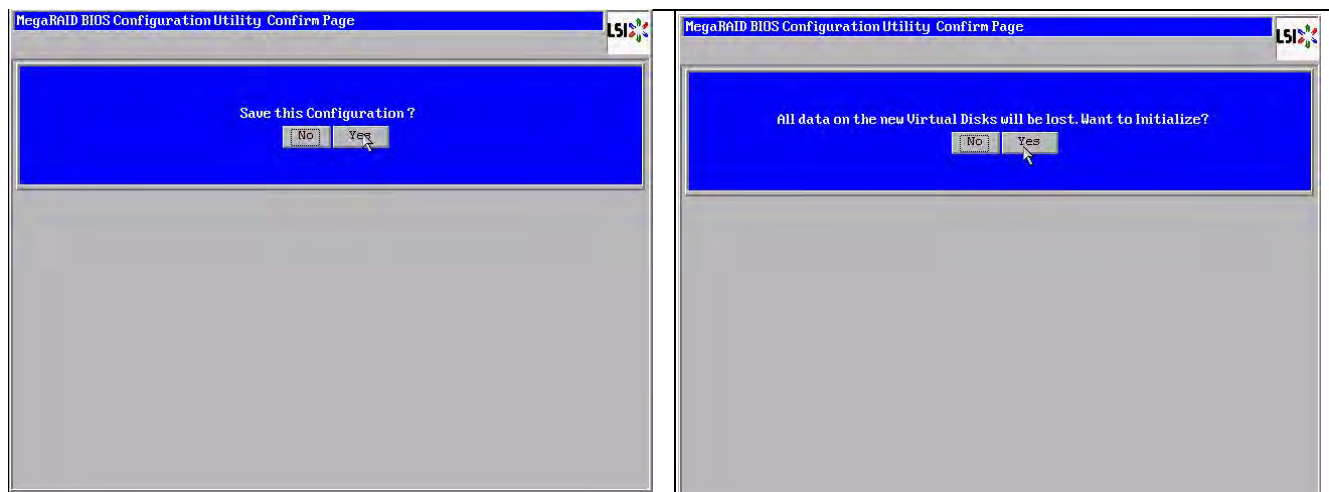 MegaRAID BIOS Configuration Utility Confirm Page
LSI
Save this Configuration ?
No Yes
MegaRAID BIOS Configuration Utility Confirm Page
LSI
All data on the new Virtual Disks will be lost. Want to Initialize?
No Yes